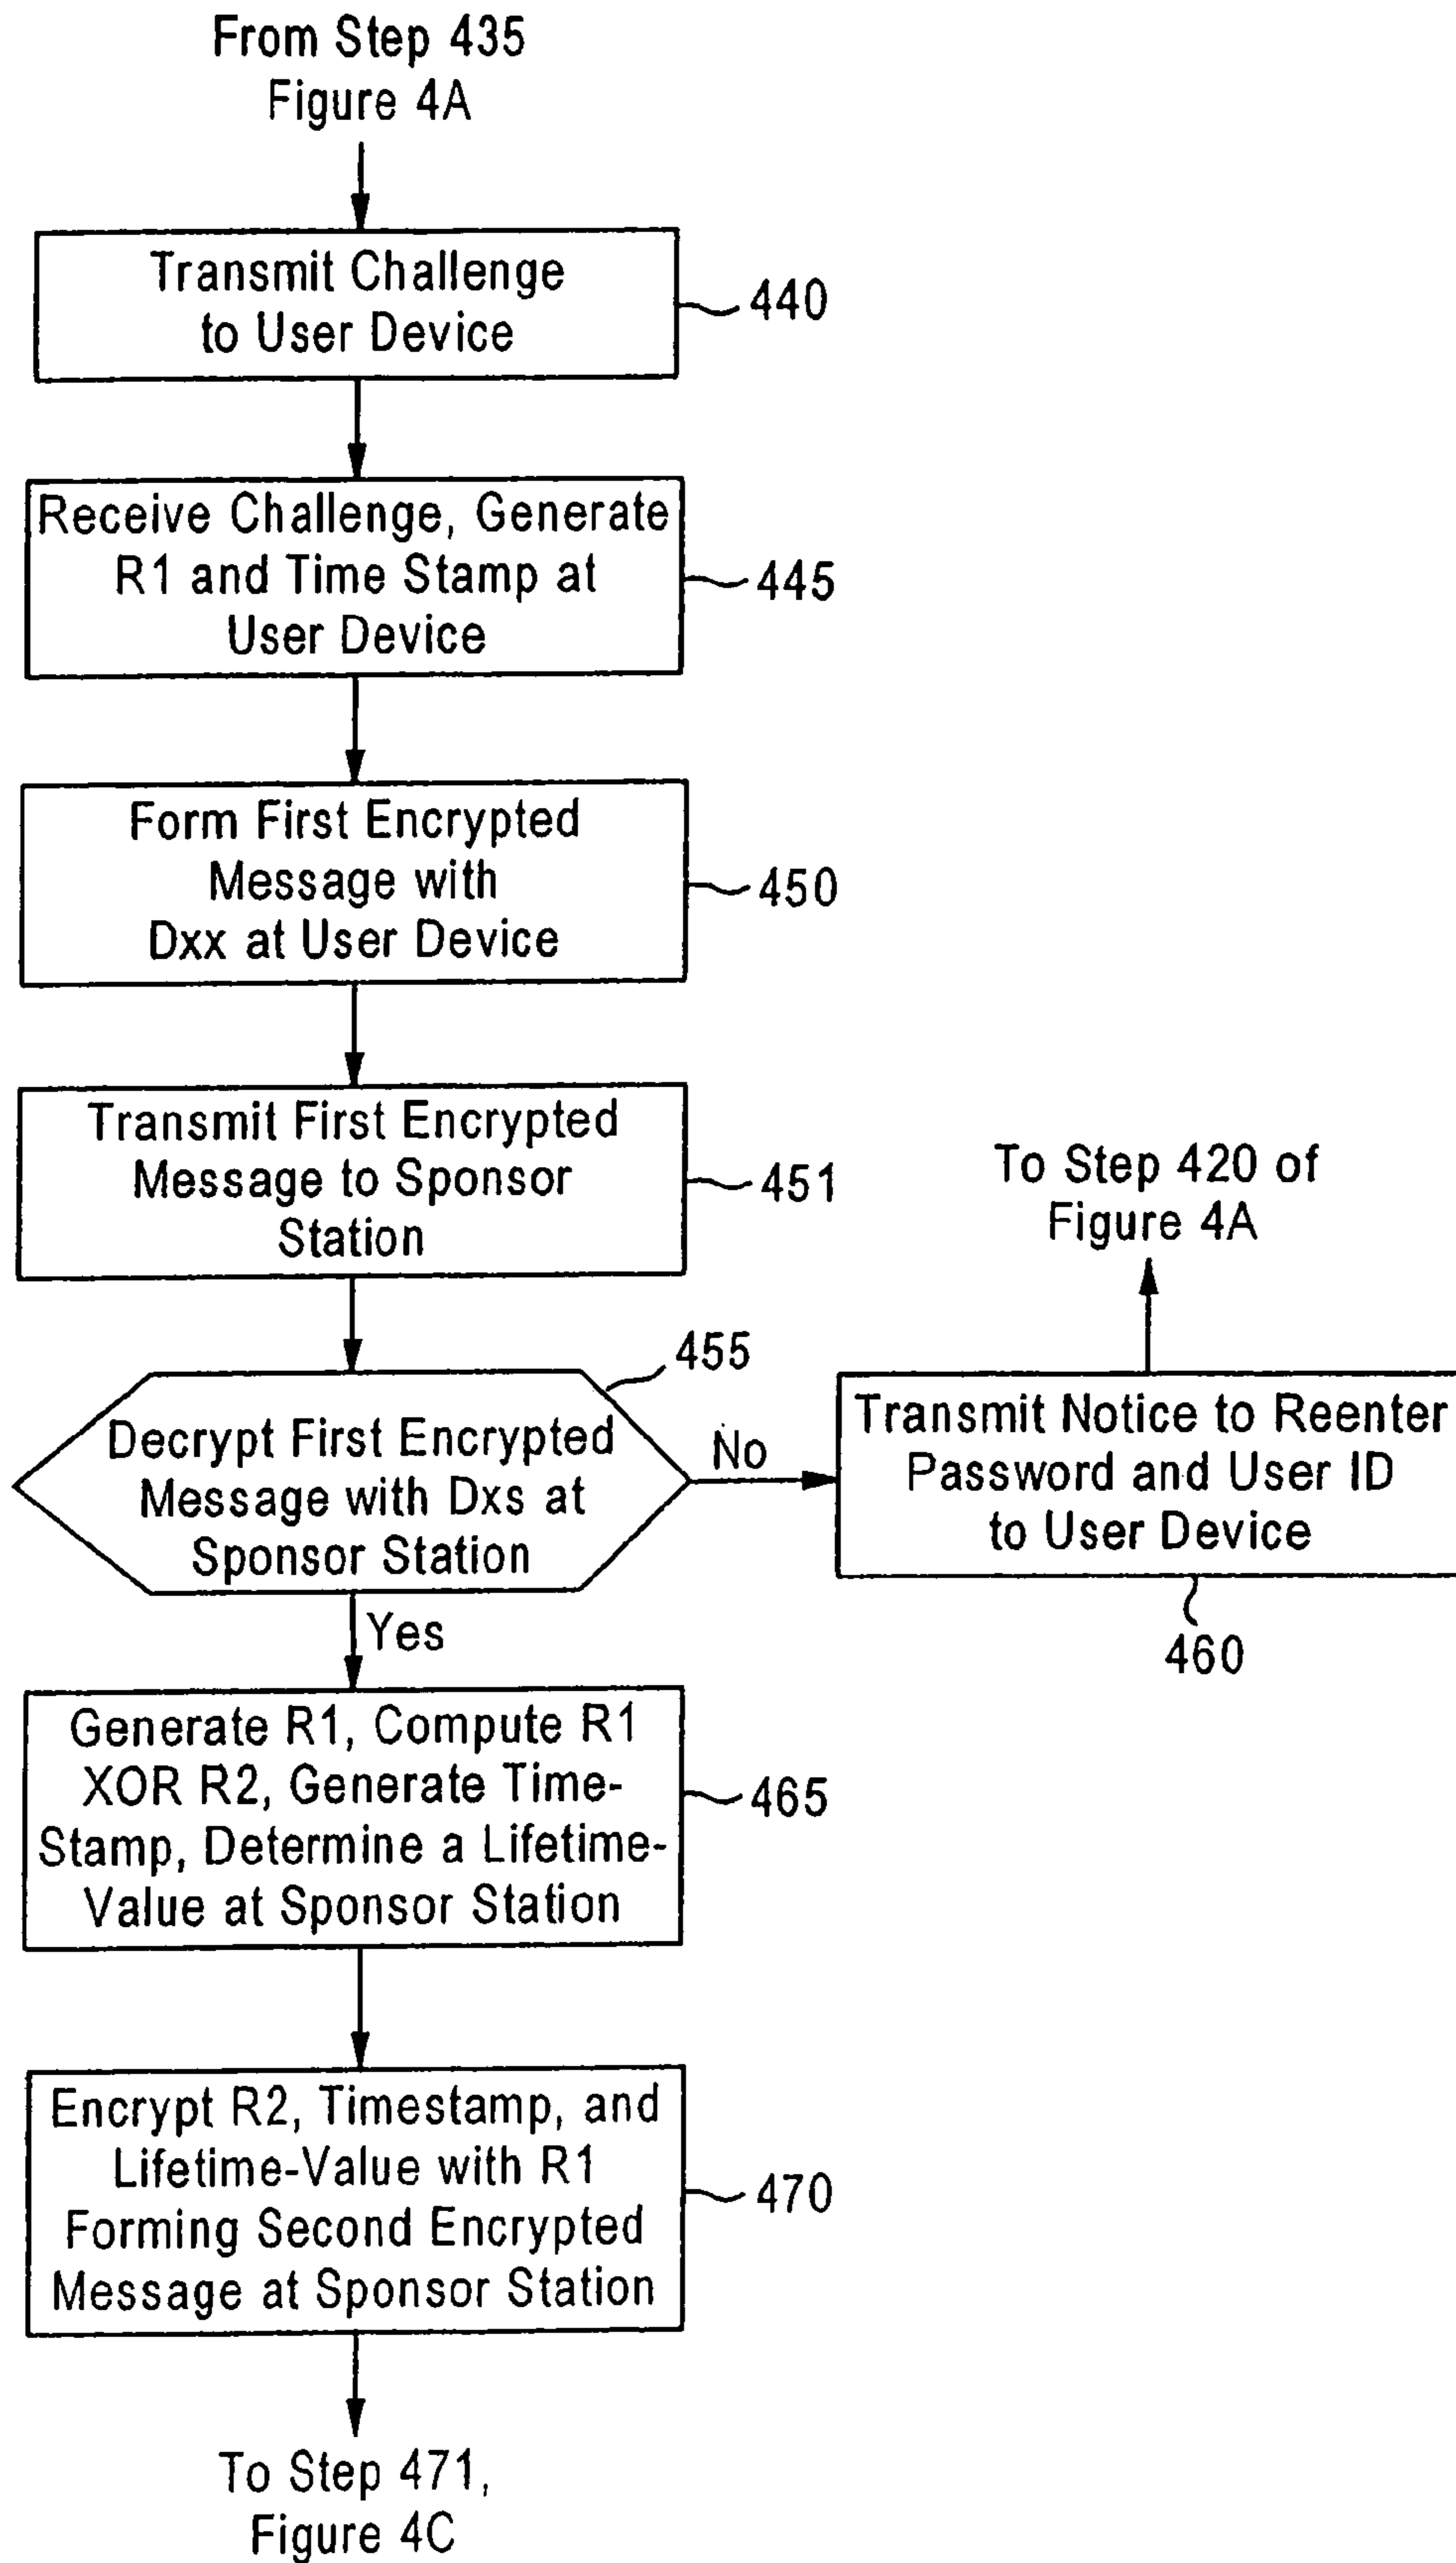 From Step 435
Figure 4A
Transmit Challenge
to User Device
440
Receive Challenge, Generate
R1 and Time Stamp at
User Device
445
Form First Encrypted
Message with
Dxx at User Device
450
Transmit First Encrypted
Message to Sponsor
Station
451
To Step 420 of
Figure 4A
455
Decrypt First Encrypted
Message with Dxs at
Sponsor Station
No
Transmit Notice to Reenter
Password and User ID
to User Device
460
Yes
Generate R1, Compute R1
XOR R2, Generate Time-
Stamp, Determine a Lifetime-
Value at Sponsor Station
465
Encrypt R2, Timestamp, and
Lifetime-Value with R1
Forming Second Encrypted
Message at Sponsor Station
470
To Step 471,
Figure 4C